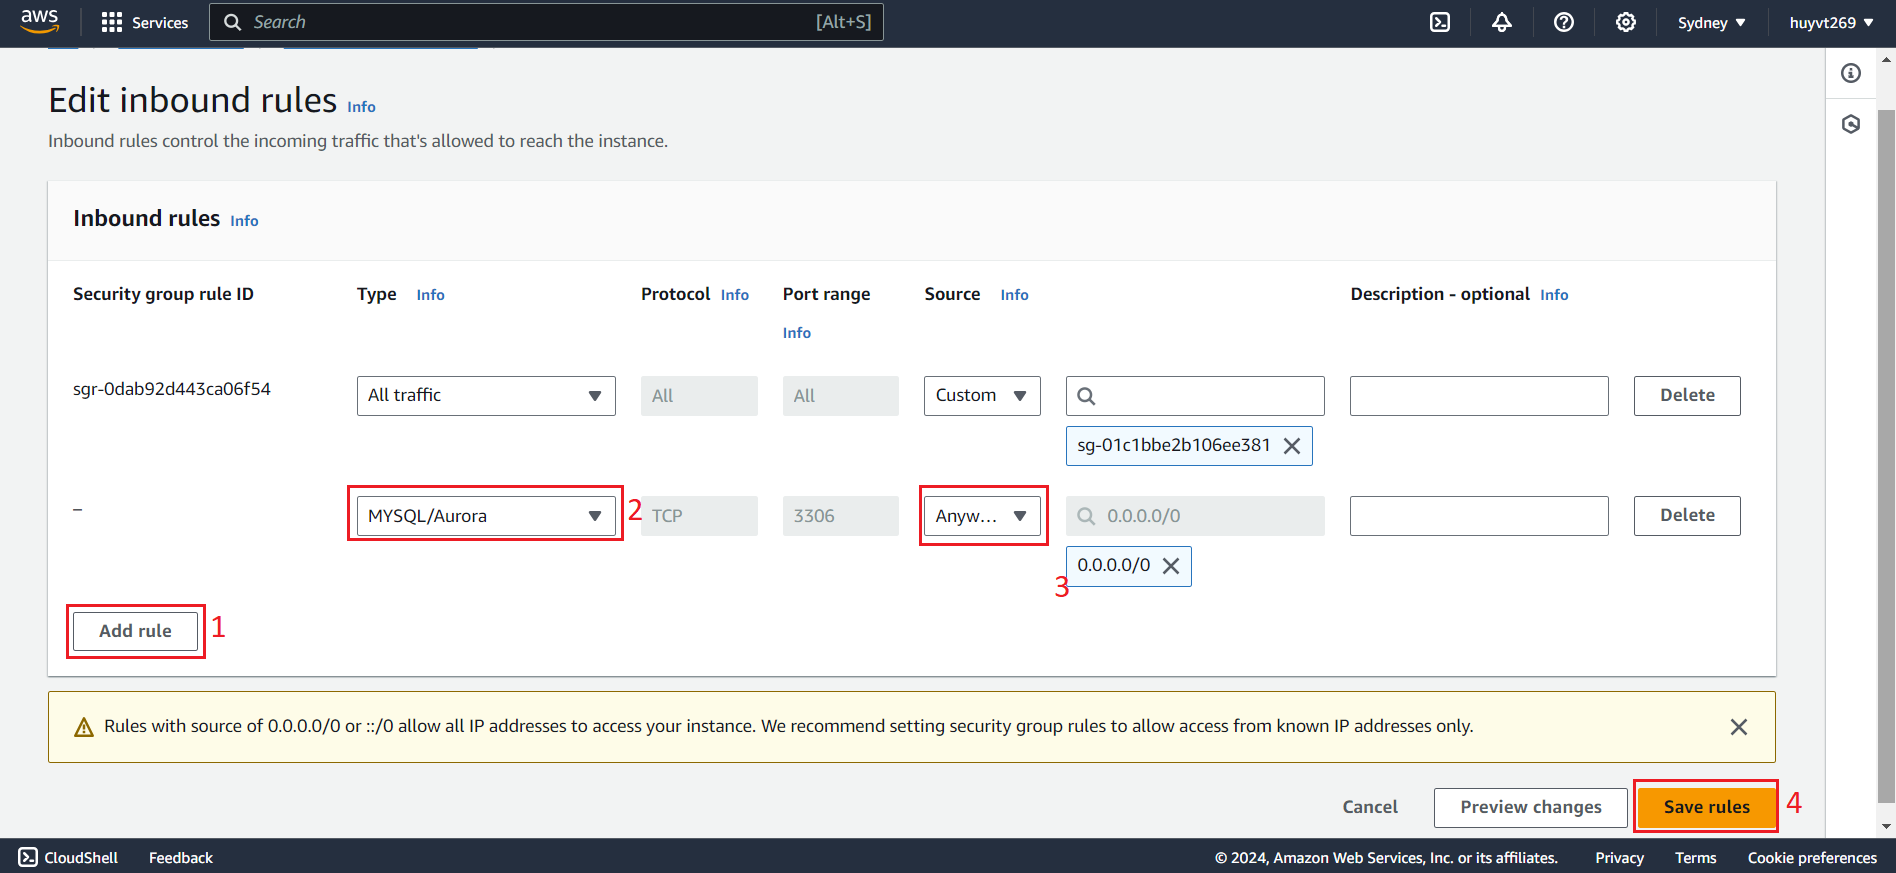 aws Services Search [Alt+S] Sydney huyvt269
Edit inbound rules Info
Inbound rules control the incoming traffic that's allowed to reach the instance.
Inbound rules Info
Security group rule ID Type Info Protocol Info Port range Source Info Description - optional Info
Info
sgr-0dab92d443ca06f54 All traffic All All Custom Delete
sg-01c1bbe2b106ee381
– MYSQL/Aurora 2 TCP 3306 Anyw... 0.0.0.0/0 Delete
0.0.0.0/0
3
Add rule 1
Rules with source of 0.0.0.0/0 or ::/0 allow all IP addresses to access your instance. We recommend setting security group rules to allow access from known IP addresses only.
Cancel Preview changes Save rules 4
CloudShell Feedback © 2024, Amazon Web Services, Inc. or its affiliates. Privacy Terms Cookie preferences